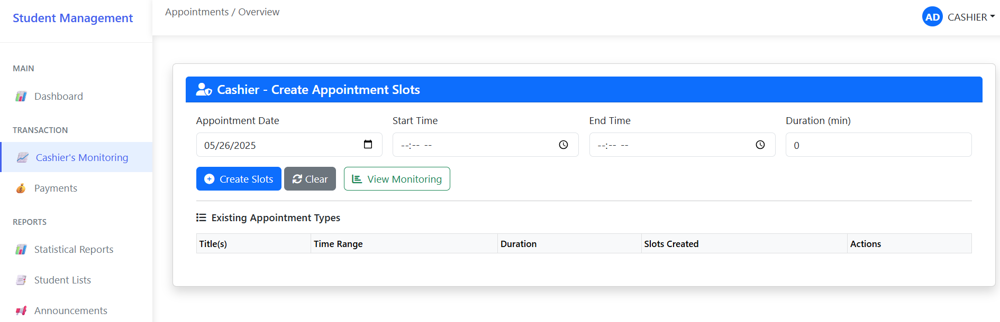 Student Management
Appointments / Overview
AD CASHIER
MAIN
Dashboard
TRANSACTION
Cashier's Monitoring
Payments
REPORTS
Statistical Reports
Student Lists
Announcements
Cashier - Create Appointment Slots
Appointment Date Start Time End Time Duration (min)
05/26/2025 --:-- -- --:-- -- 0
Create Slots Clear View Monitoring
Existing Appointment Types
Title(s) Time Range Duration Slots Created Actions